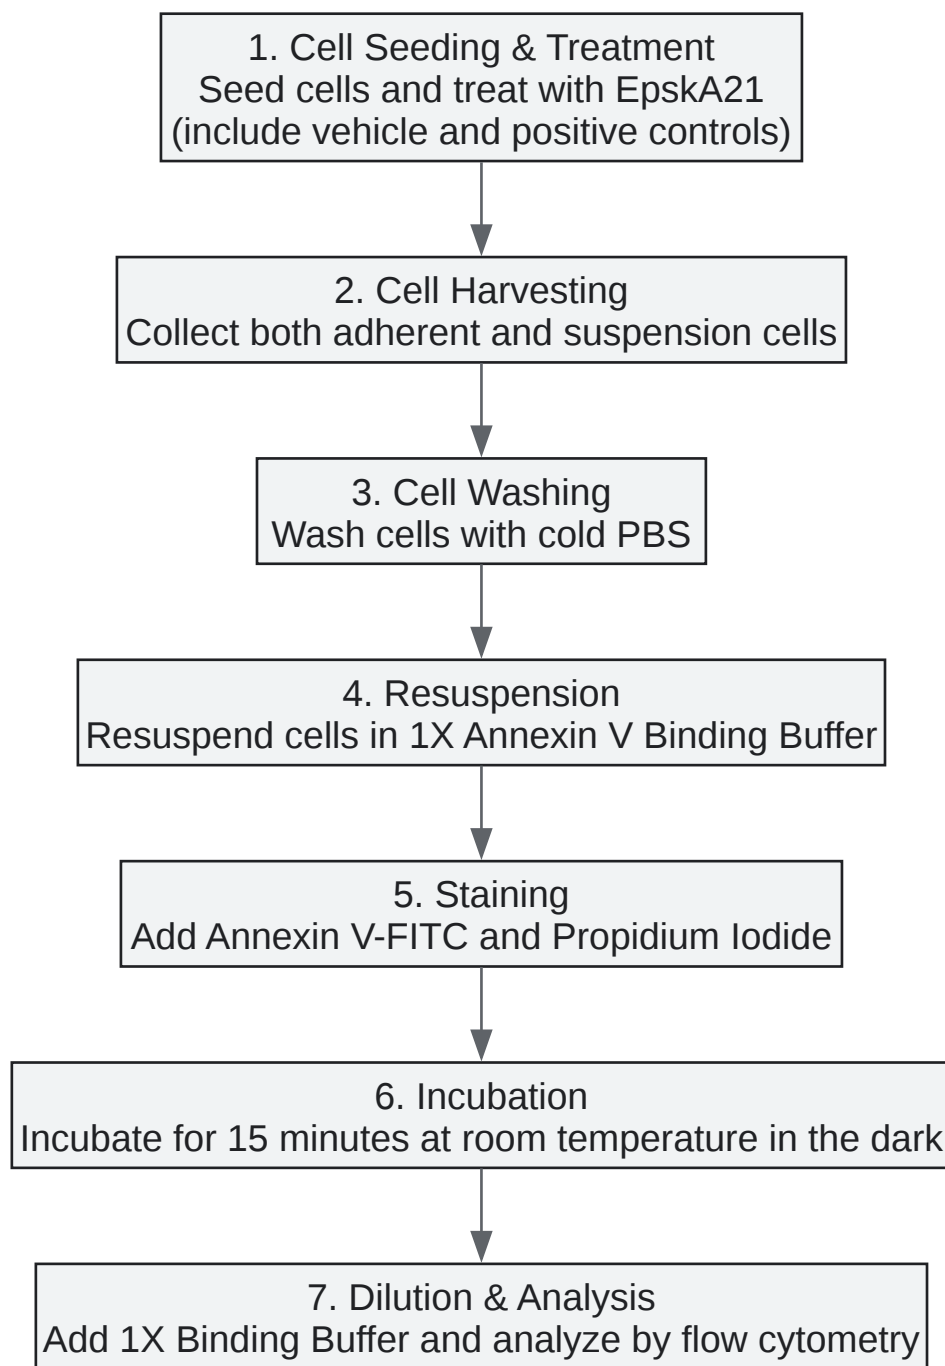 1. Cell Seeding & Treatment
Seed cells and treat with EpskA21
(include vehicle and positive controls)
2. Cell Harvesting
Collect both adherent and suspension cells
3. Cell Washing
Wash cells with cold PBS
4. Resuspension
Resuspend cells in 1X Annexin V Binding Buffer
5. Staining
Add Annexin V-FITC and Propidium Iodide
6. Incubation
Incubate for 15 minutes at room temperature in the dark
7. Dilution & Analysis
Add 1X Binding Buffer and analyze by flow cytometry